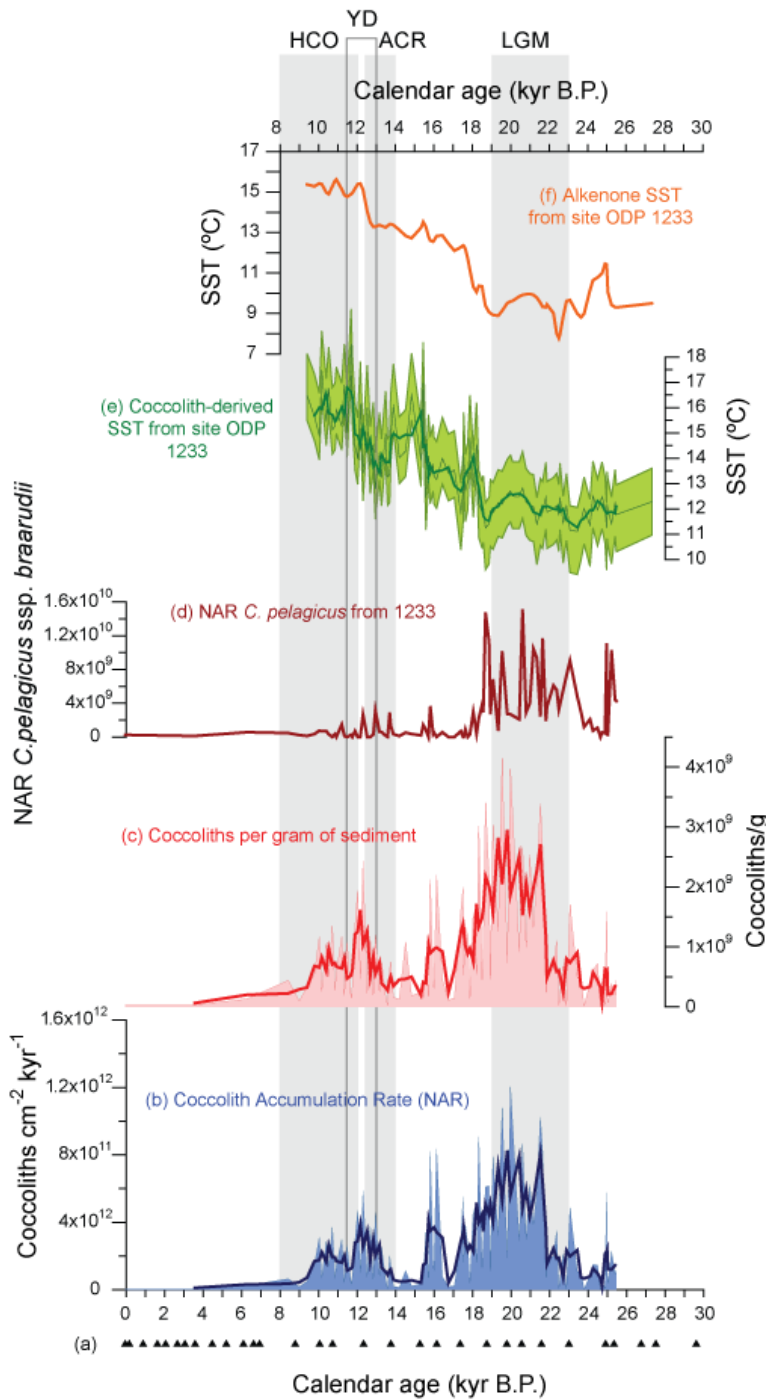 YD
HCO ACR LGM
Calendar age (kyr B.P.)
8 10 12 14 16 18 20 22 24 26 28 30
17
15
13
11
9
7
SST (ºC)
(f) Alkenone SST
from site ODP 1233
18
17
16
15
14
13
12
11
10
SST (ºC)
(e) Coccolith-derived
SST from site ODP
1233
NAR C.pelagicus ssp. braarudii
1.6x10¹⁰
1.2x10¹⁰
8x10⁹
4x10⁹
0
(d) NAR C. pelagicus from 1233
4x10⁹
3x10⁹
2x10⁹
1x10⁹
0
Coccoliths/g
(c) Coccoliths per gram of sediment
1.6x10¹²
1.2x10¹²
8x10¹¹
4x10¹²
0
Coccoliths cm⁻² kyr⁻¹
(b) Coccolith Accumulation Rate (NAR)
0 2 4 6 8 10 12 14 16 18 20 22 24 26 28 30
(a)
Calendar age (kyr B.P.)